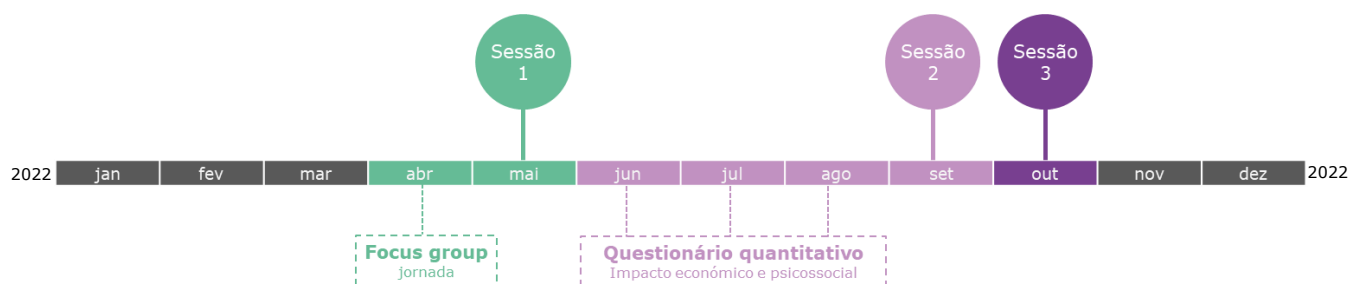 Sessão
1
Sessão
2
Sessão
3
2022 jan fev mar abr mai jun jul ago set out nov dez 2022
Focus group
jornada
Questionário quantitativo
Impacto económico e psicossocial